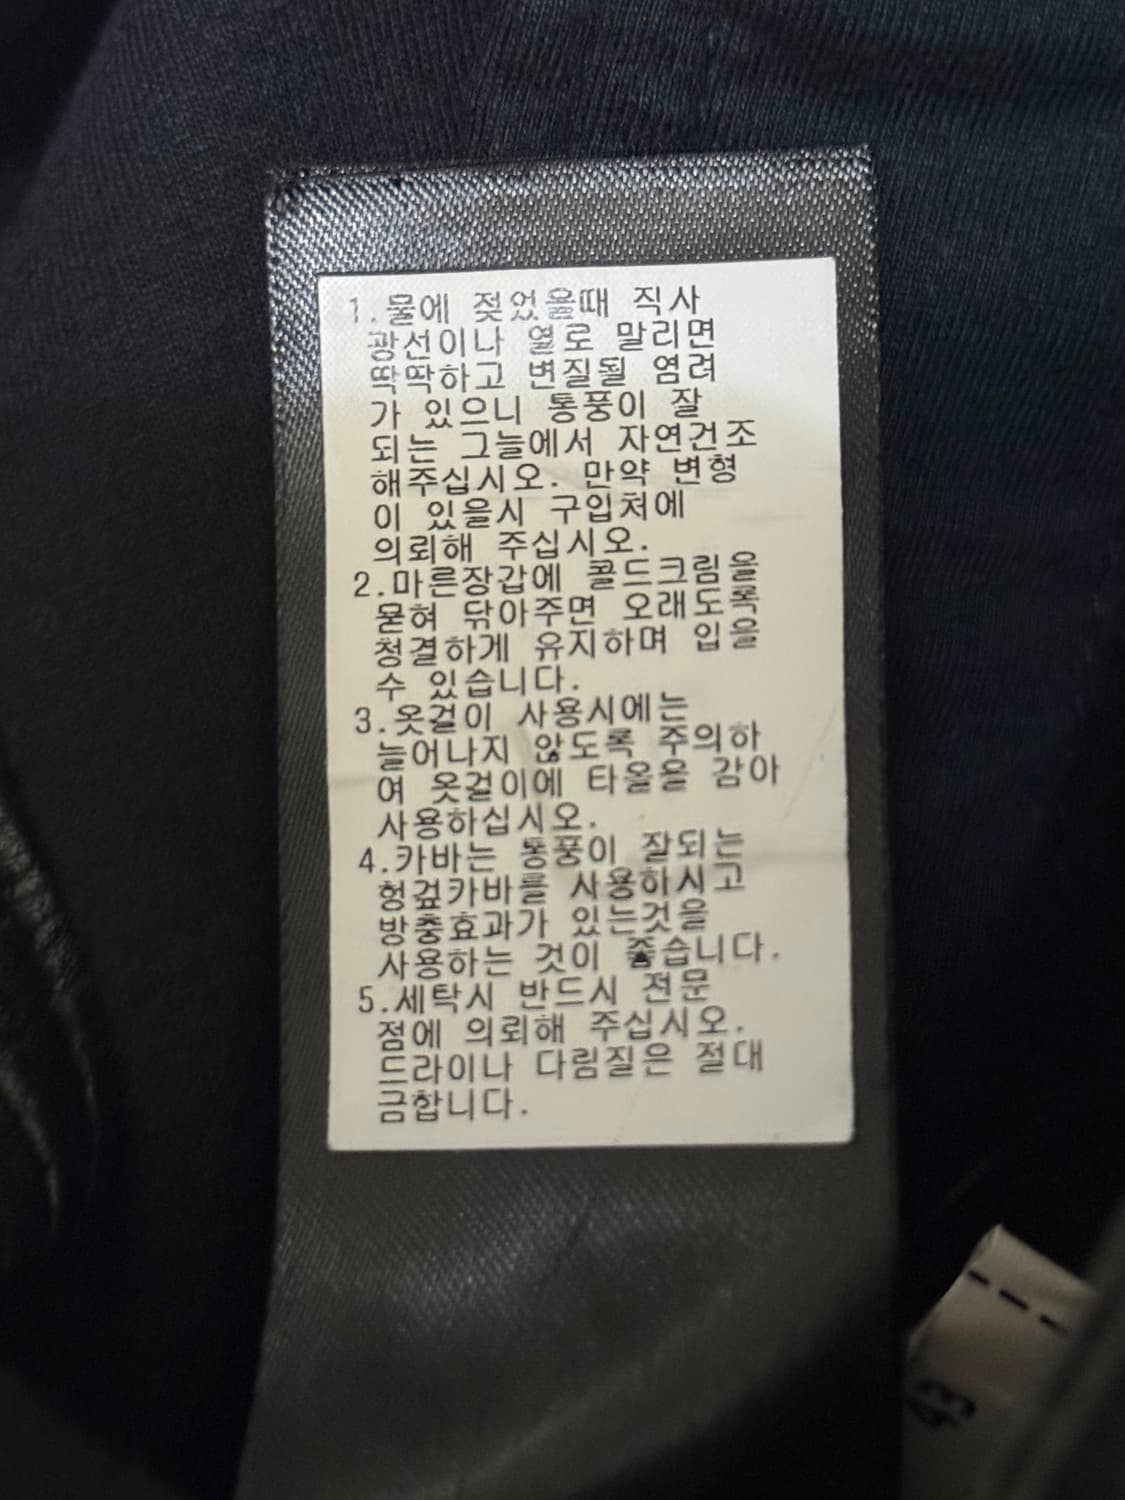 1.물에 젖었을때 직사
광선이나 열로 말리면
딱딱하고 변질될 염려
가 있으니 통풍이 잘
되는 그늘에서 자연건조
해주십시오. 만약 변형
이 있을시 구입처에
의뢰해 주십시오.
2.마른장갑에 콜드크림을
묻혀 닦아주면 오래도록
청결하게 유지하며 입을
수 있습니다.
3.옷걸이 사용시에는
늘어나지 않도록 주의하
여 옷걸이에 타올을 감아
사용하십시오.
4.카바는 통풍이 잘되는
헝겊카바를 사용하시고
방충효과가 있는것을
사용하는 것이 좋습니다.
5.세탁시 반드시 전문
점에 의뢰해 주십시오.
드라이나 다림질은 절대
금합니다.